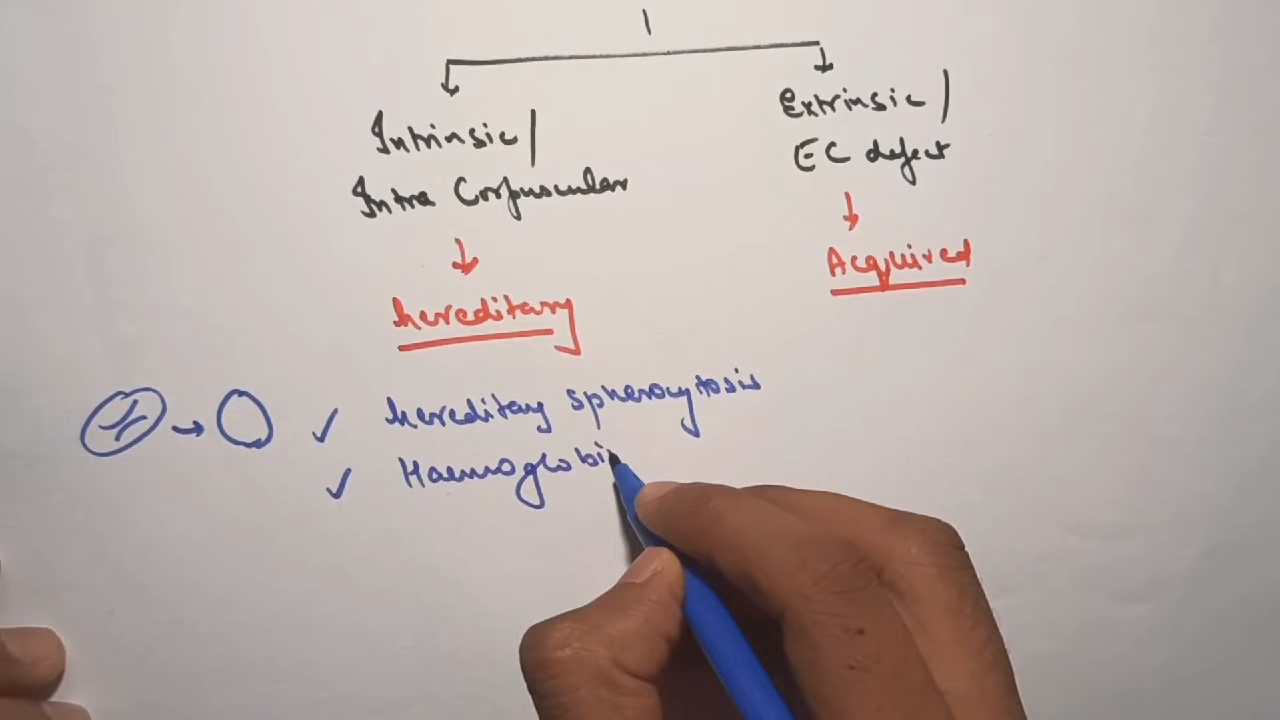 Intrinsic/
Intra Corpuscular
hereditary
Extrinsic/
EC defect
Acquired
✓ hereditary spherocytosis
✓ Haemoglobi